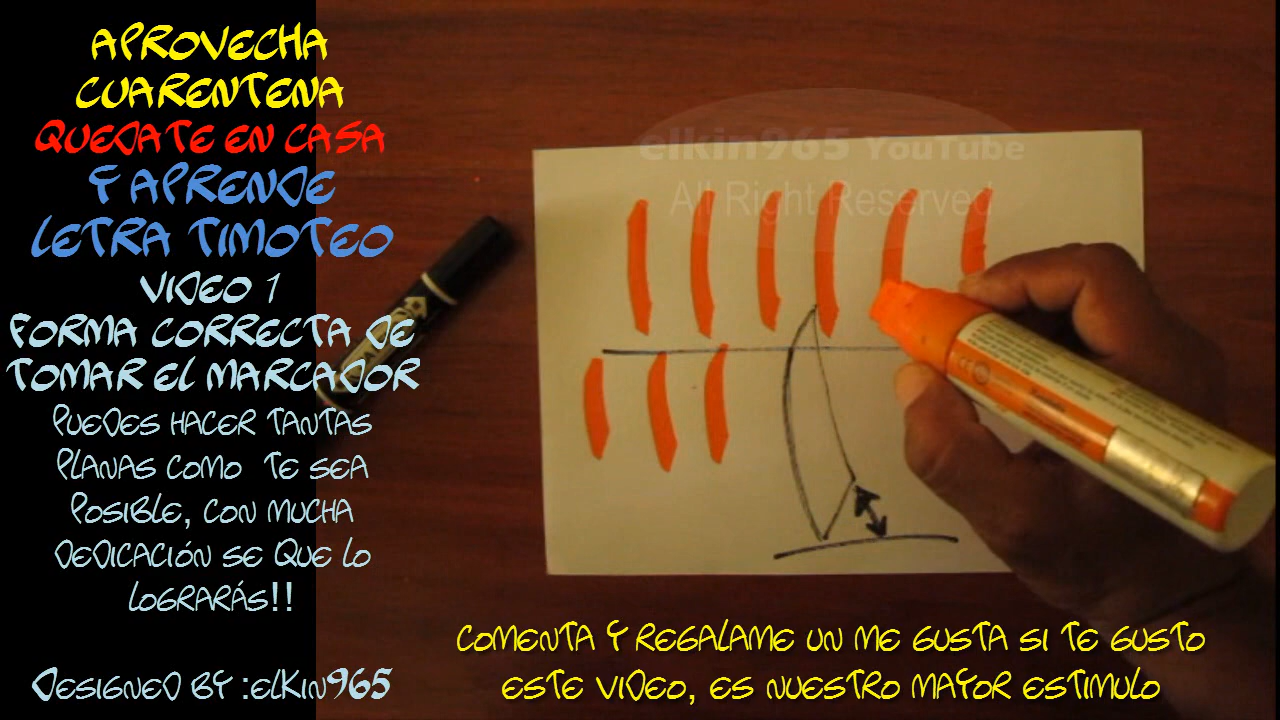 APROVECHA
CUARENTENA
QUEDATE EN CASA
Y APRENDE
LETRA TIMOTEO
VIDEO 1
FORMA CORRECTA DE
TOMAR EL MARCADOR
PUEDES HACER TANTAS
PLANAS COMO TE SEA
POSIBLE, CON MUCHA
DEDICACIÓN SE QUE LO
LOGRARÁS!!
DESIGNED BY :elkin965
elkin965 YouTube
All Right Reserved
COMENTA Y REGALAME UN ME GUSTA SI TE GUSTO
ESTE VIDEO, ES NUESTRO MAYOR ESTIMULO